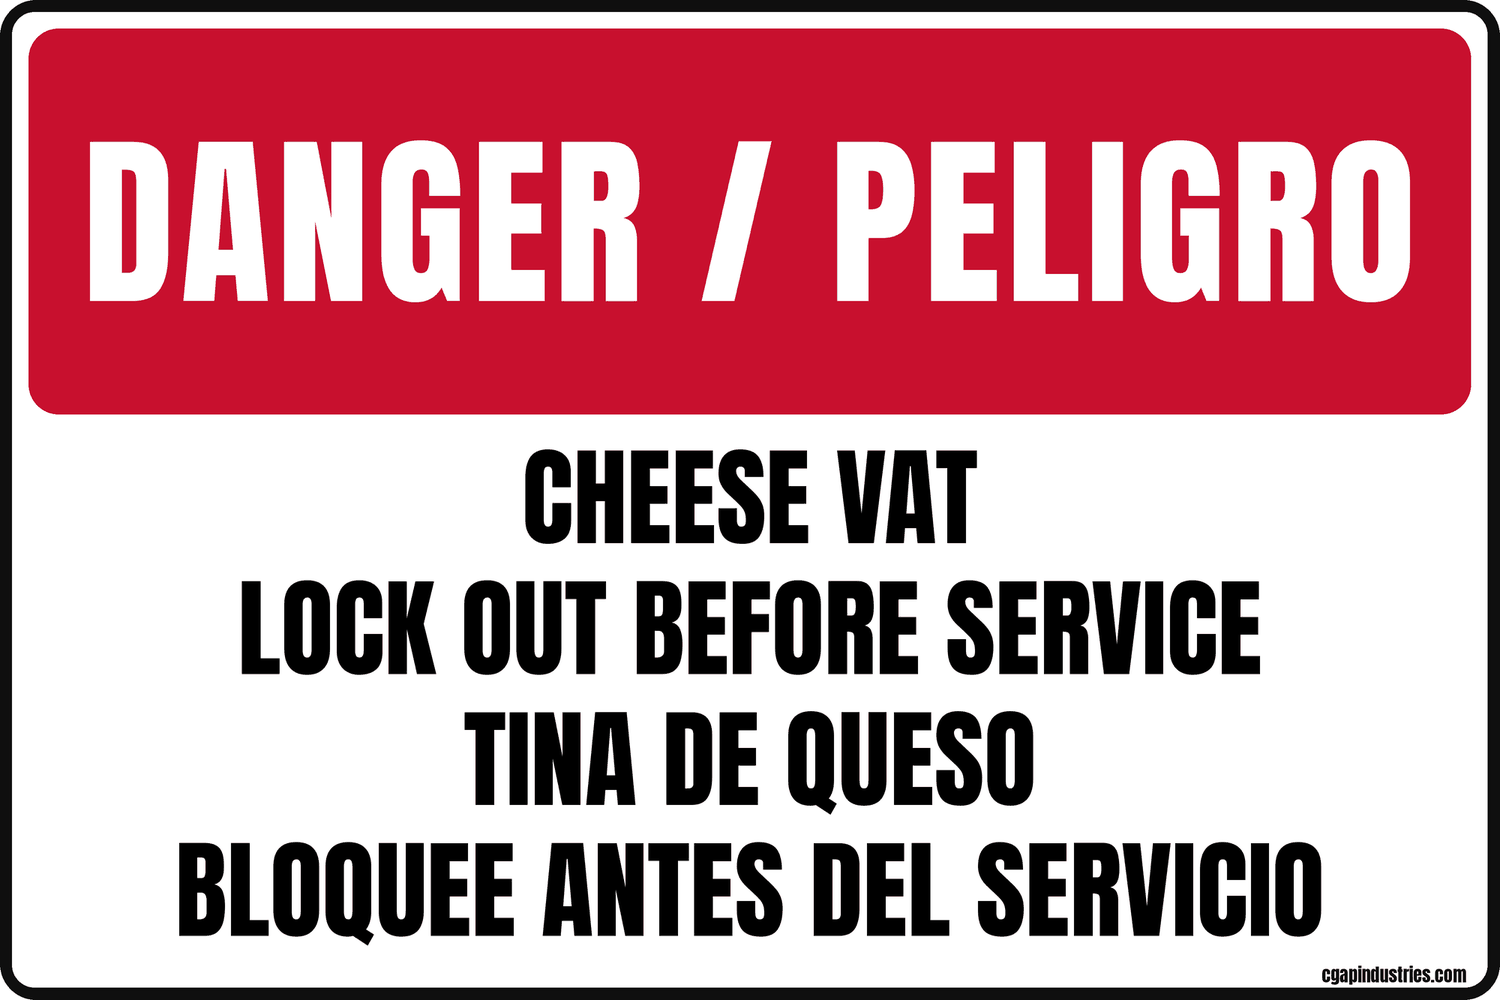 DANGER / PELIGRO
CHEESE VAT
LOCK OUT BEFORE SERVICE
TINA DE QUESO
BLOQUEE ANTES DEL SERVICIO
cgapindustries.com